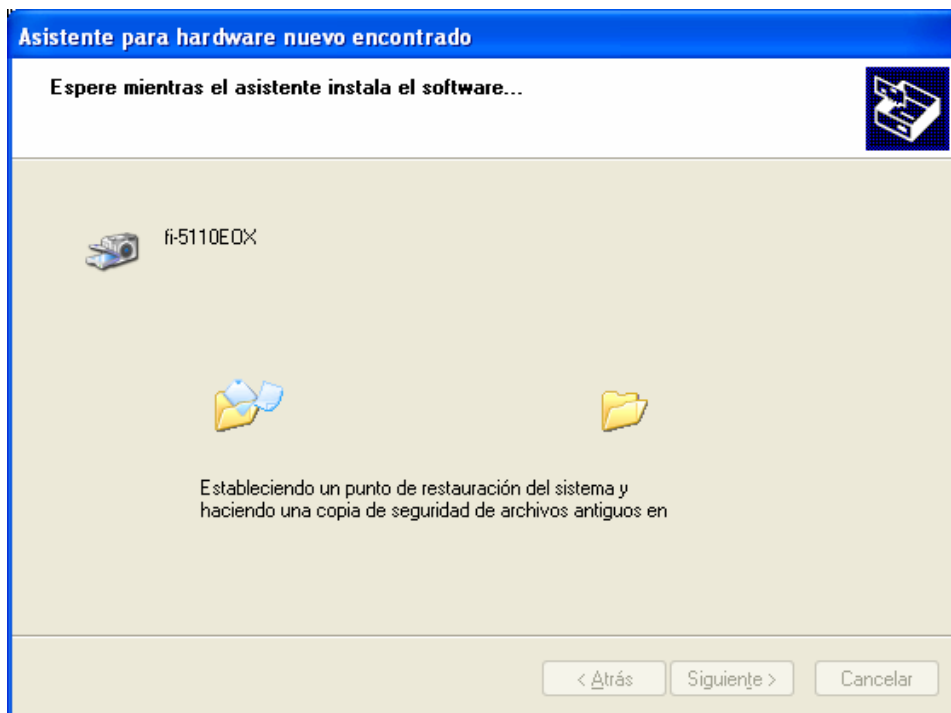 Asistente para hardware nuevo encontrado
Espere mientras el asistente instala el software...
fi-5110EOX
Estableciendo un punto de restauración del sistema y
haciendo una copia de seguridad de archivos antiguos en
< Atrás
Siguiente >
Cancelar